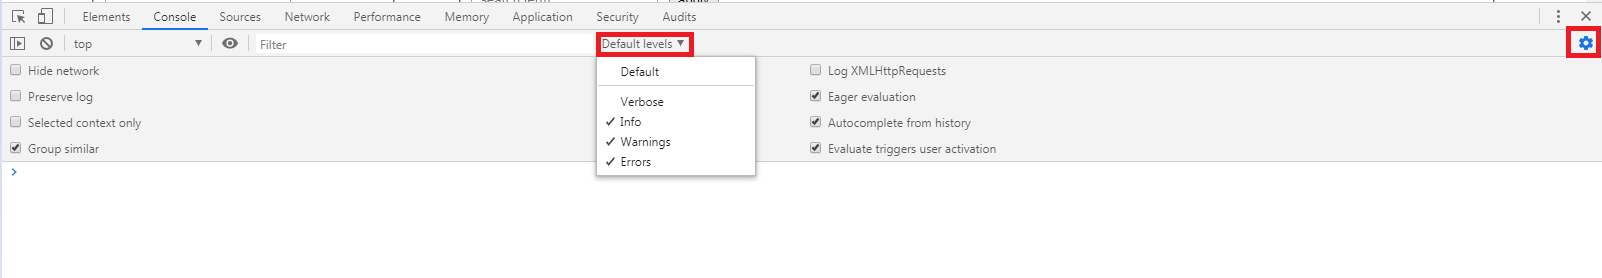 Elements Console Sources Network Performance Memory Application Security Audits
top Filter Default levels
Default
Verbose
Info
Warnings
Errors
Hide network
Preserve log
Selected context only
Group similar
Log XMLHttpRequests
Eager evaluation
Autocomplete from history
Evaluate triggers user activation